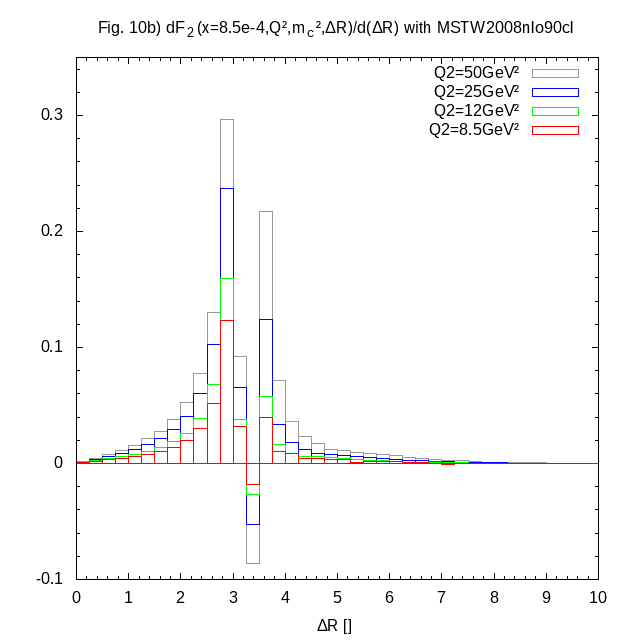 Fig. 10b) dF2(x=8.5e-4,Q²,mc²,ΔR)/d(ΔR) with MSTW2008nlo90cl
Q2=50GeV²
Q2=25GeV²
Q2=12GeV²
Q2=8.5GeV²
0.3
0.2
0.1
0
-0.1
0 1 2 3 4 5 6 7 8 9 10
ΔR []